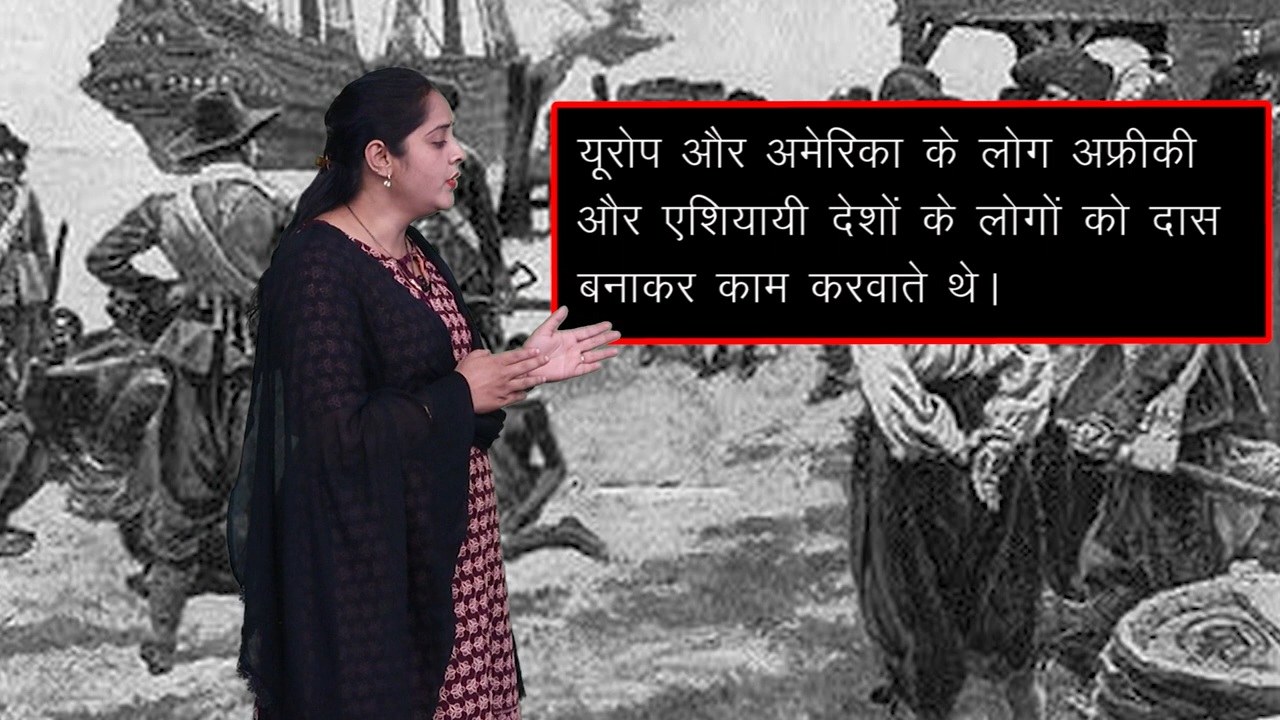 यूरोप और अमेरिका के लोग अफ्रीकी
और एशियायी देशों के लोगों को दास
बनाकर काम करवाते थे।